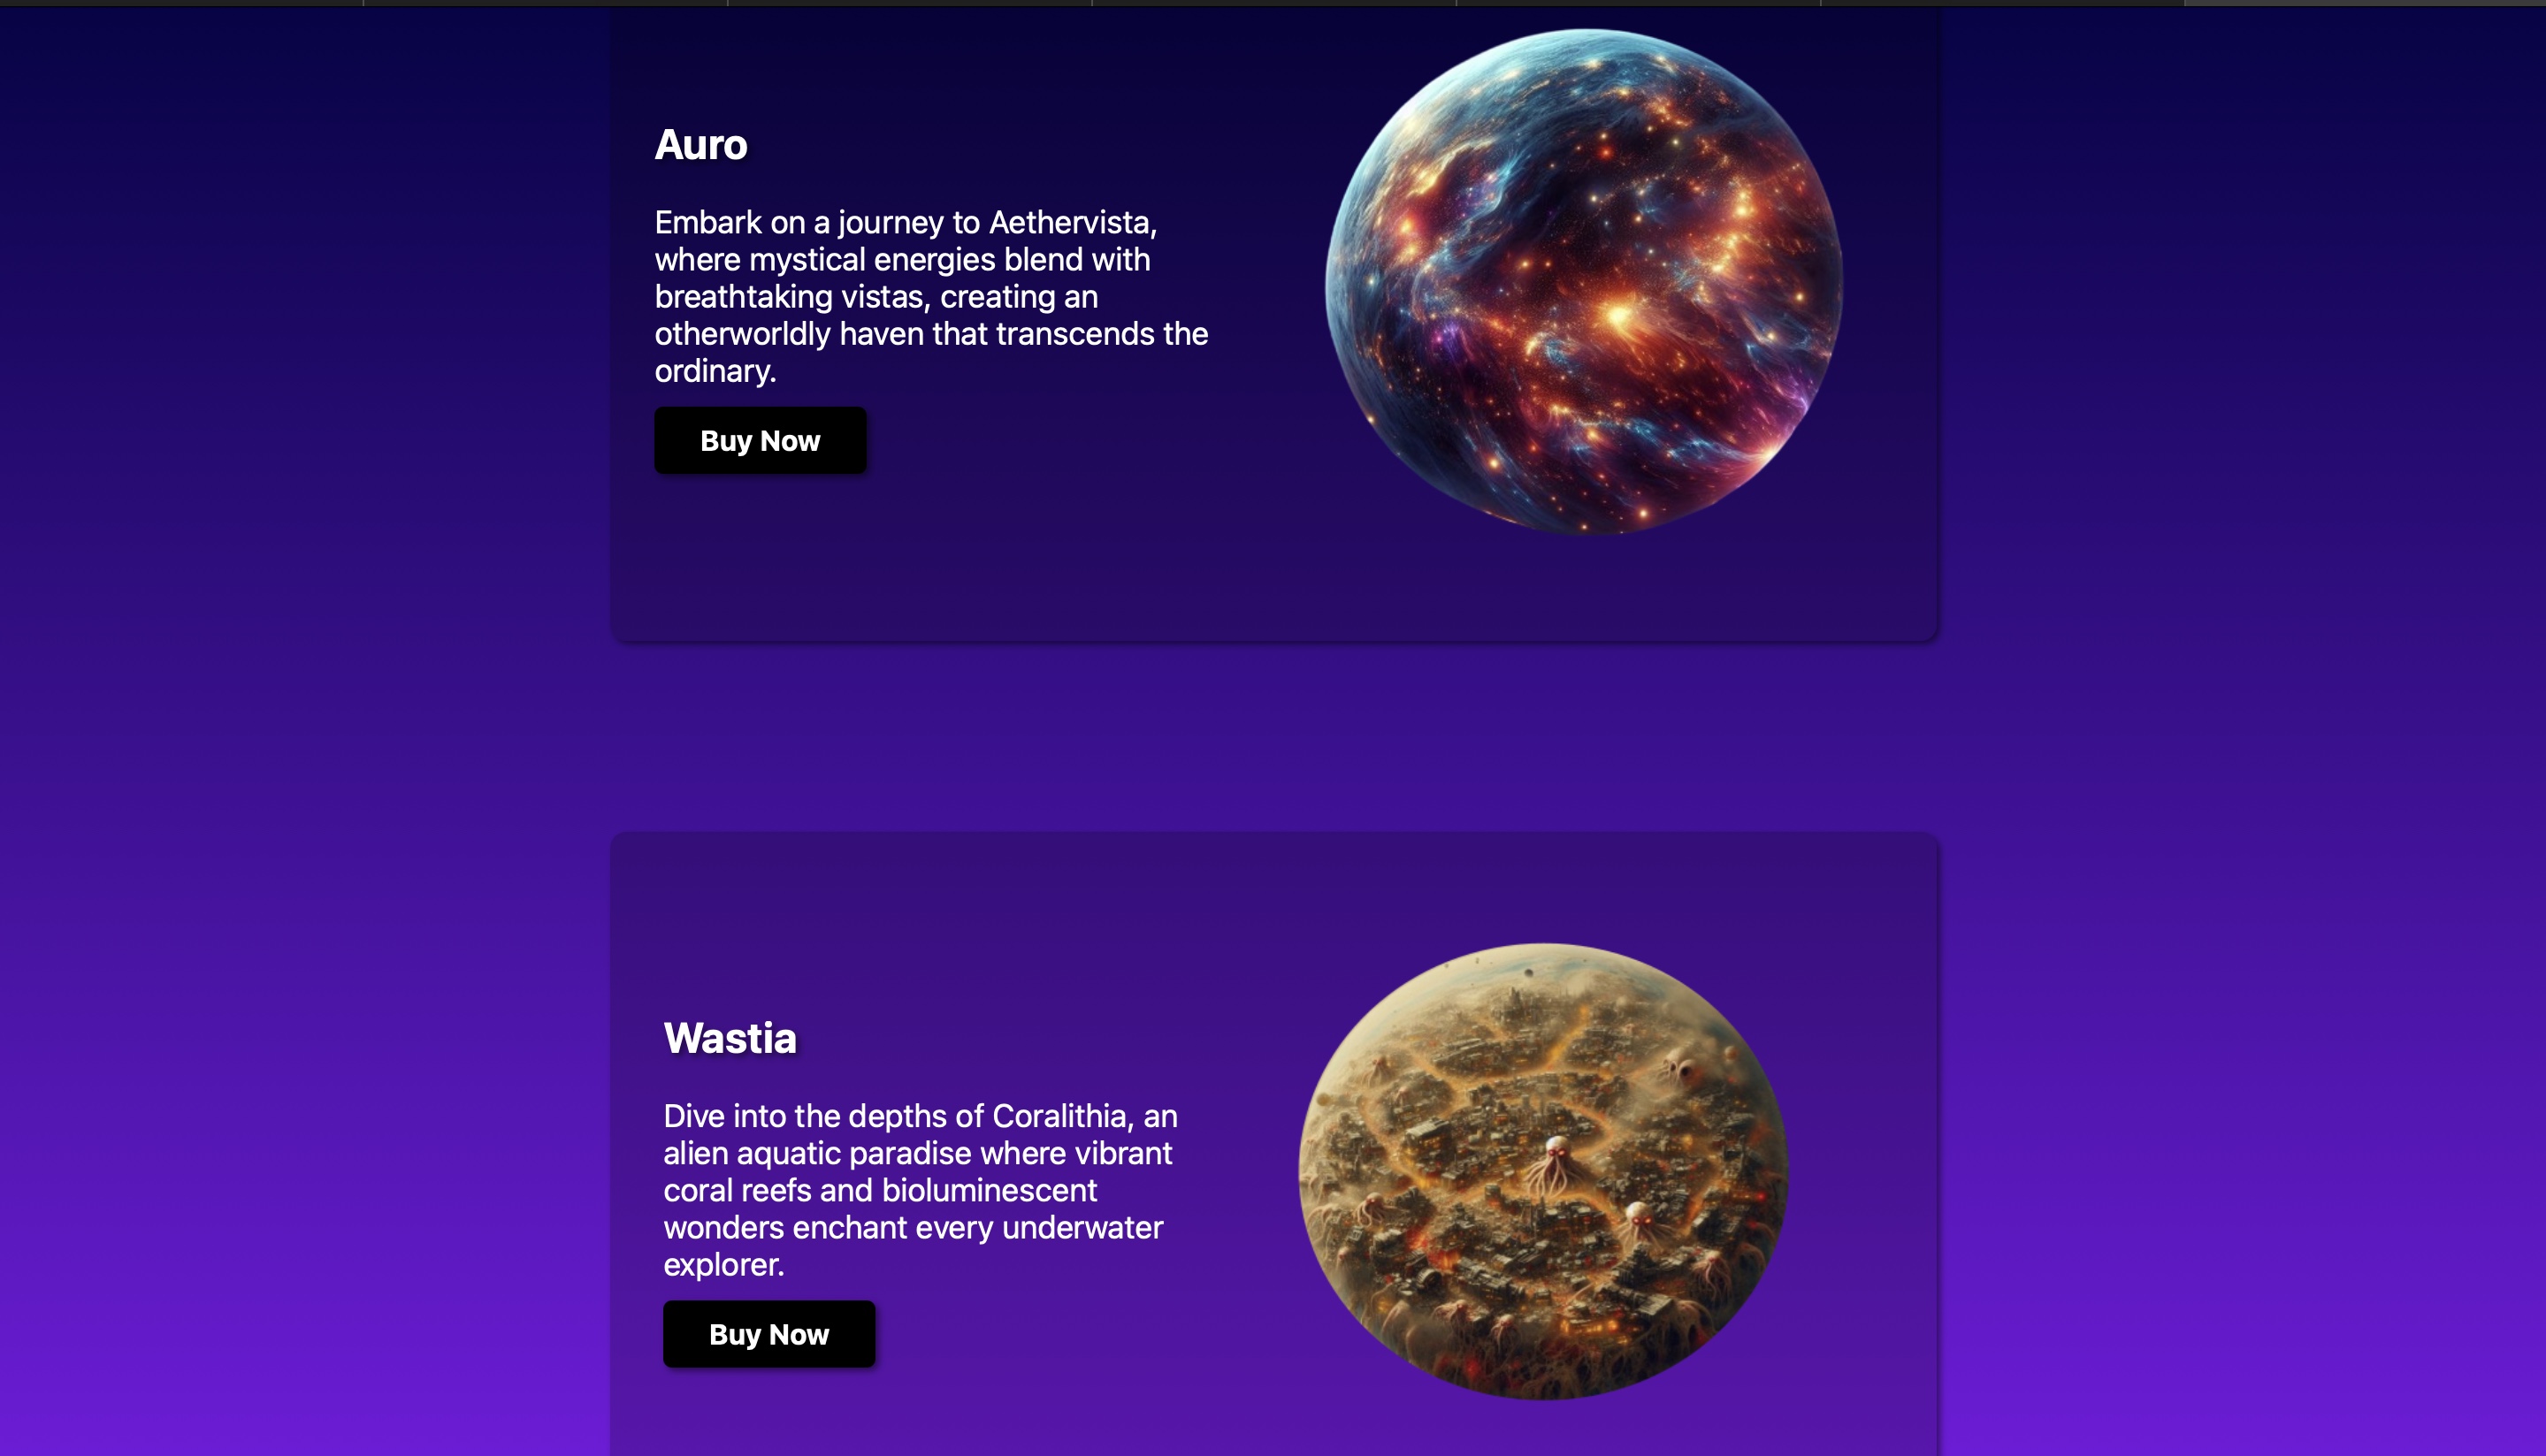 Auro
Embark on a journey to Aethervista,
where mystical energies blend with
breathtaking vistas, creating an
otherworldly haven that transcends the
ordinary.
Buy Now
Wastia
Dive into the depths of Coralithia, an
alien aquatic paradise where vibrant
coral reefs and bioluminescent
wonders enchant every underwater
explorer.
Buy Now